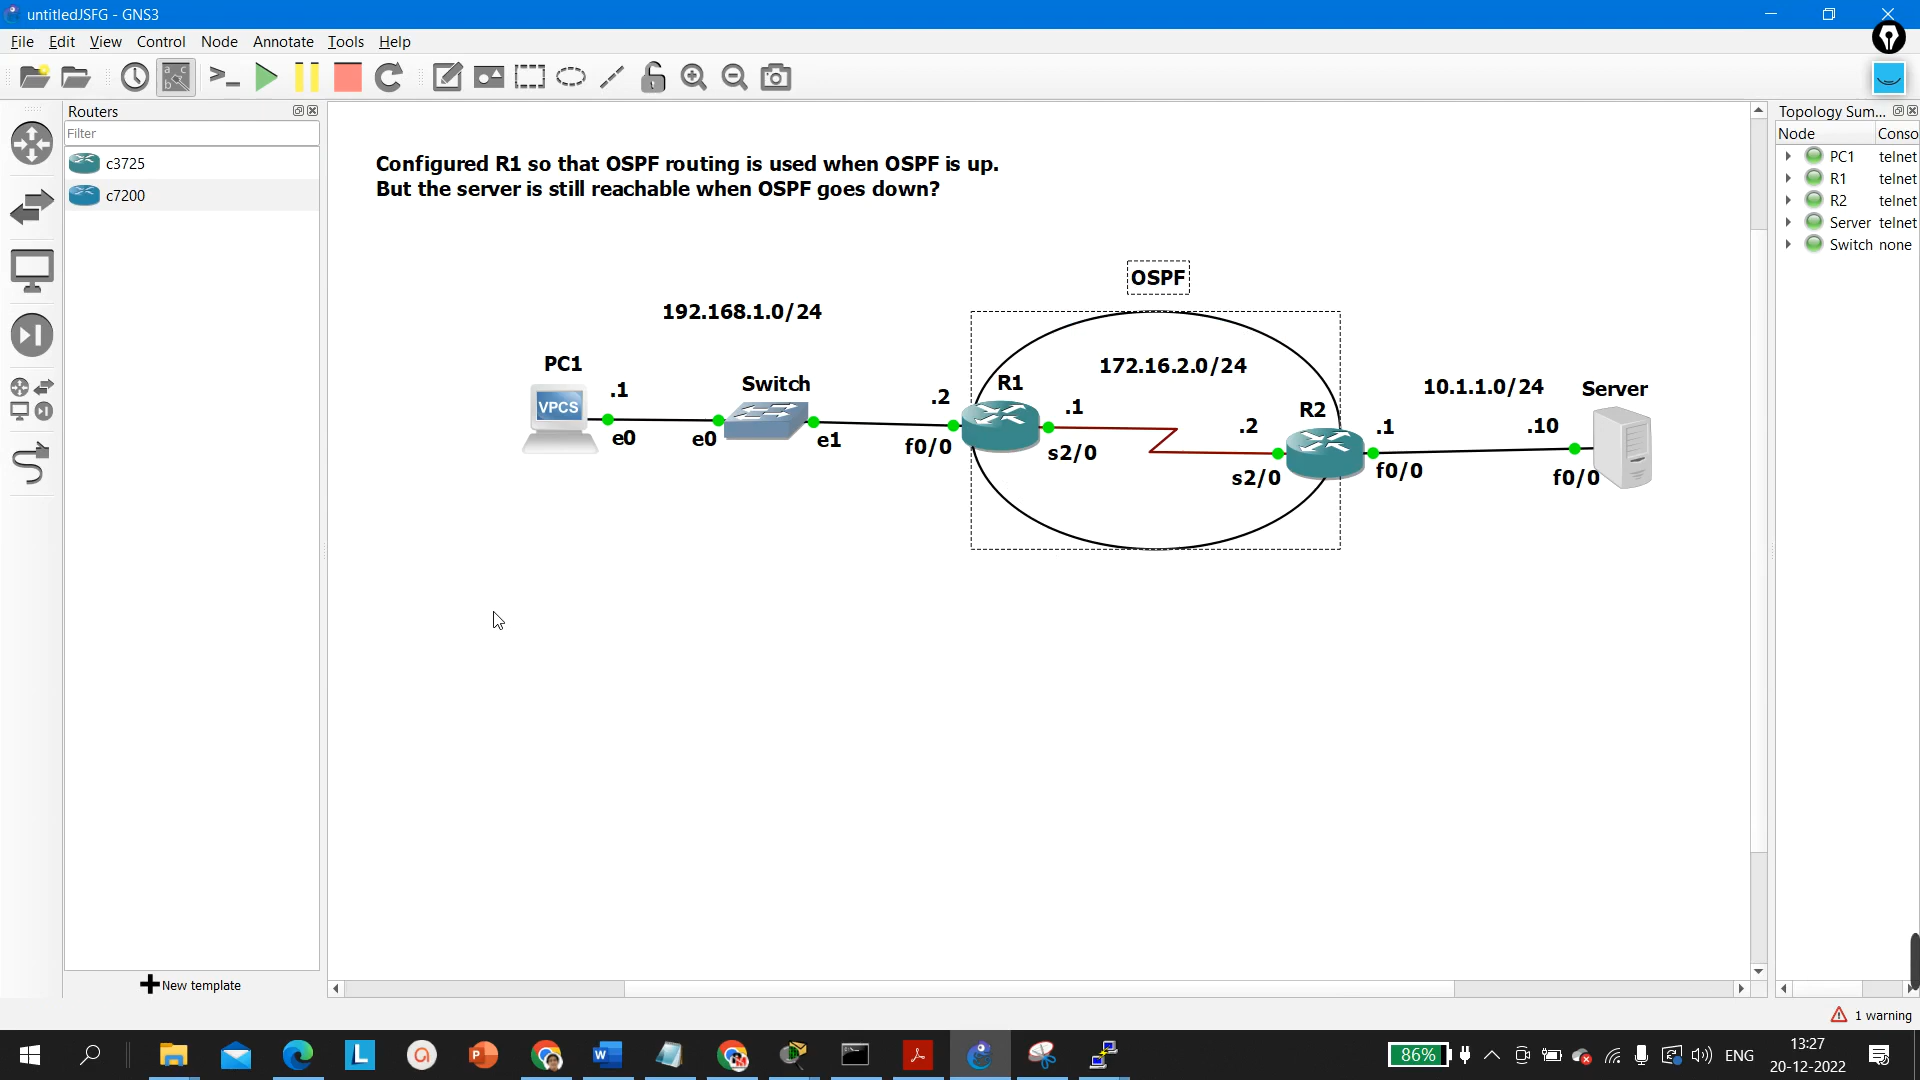 untitledJSFG - GNS3
File Edit View Control Node Annotate Tools Help
Routers
Filter
c3725
c7200
New template
Configured R1 so that OSPF routing is used when OSPF is up.
But the server is still reachable when OSPF goes down?
OSPF
192.168.1.0/24
172.16.2.0/24
10.1.1.0/24
PC1
VPCS
.1
e0
Switch
e0
e1
.2
f0/0
R1
.1
s2/0
.2
s2/0
R2
.1
f0/0
.10
f0/0
Server
Topology Sum...
Node Conso
PC1 telnet
R1 telnet
R2 telnet
Server telnet
Switch none
1 warning
86%
ENG
13:27
20-12-2022